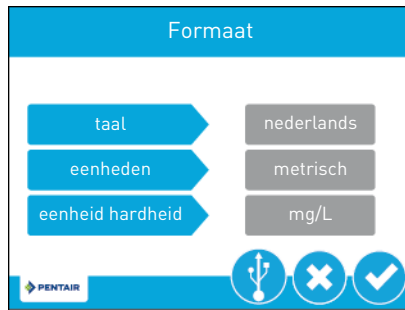 Formaat
taal
nederlands
eenheden
metrisch
eenheid hardheid
mg/L
PENTAIR